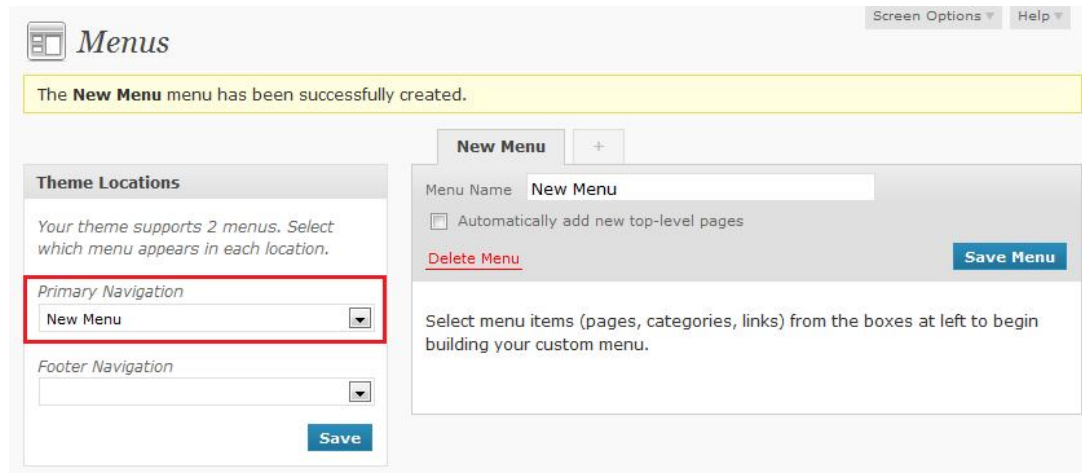 Screen Options Help
Menus
The New Menu menu has been successfully created.
New Menu +
Theme Locations
Your theme supports 2 menus. Select
which menu appears in each location.
Primary Navigation
New Menu
Footer Navigation
Save
Menu Name New Menu
Automatically add new top-level pages
Delete Menu Save Menu
Select menu items (pages, categories, links) from the boxes at left to begin
building your custom menu.